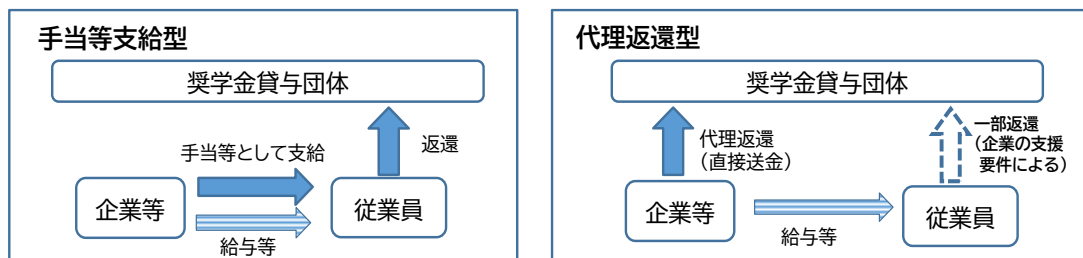 手当等支給型
奨学金貸与団体
手当等として支給
返還
企業等
従業員
給与等
代理返還型
奨学金貸与団体
代理返還
（直接送金）
一部返還
（企業の支援
要件による）
企業等
従業員
給与等